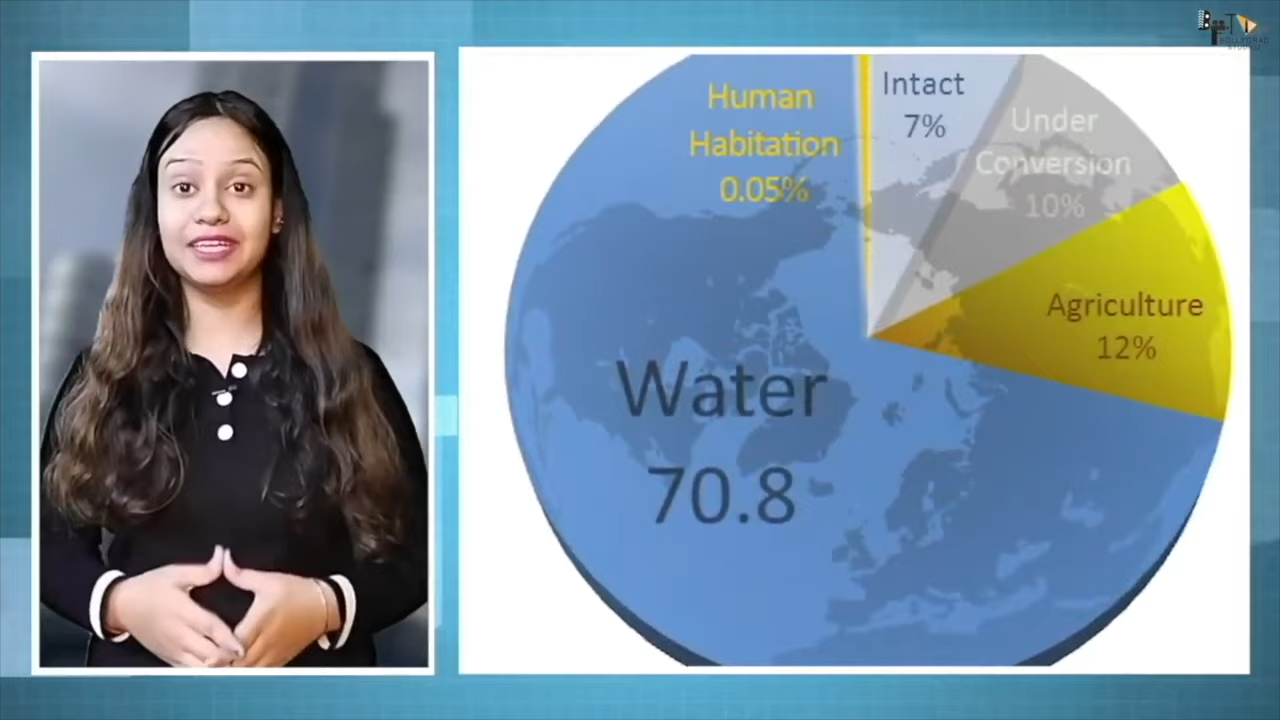 Human
Habitation
0.05%
Intact
7%
Under
Conversion
10%
Agriculture
12%
Water
70.8